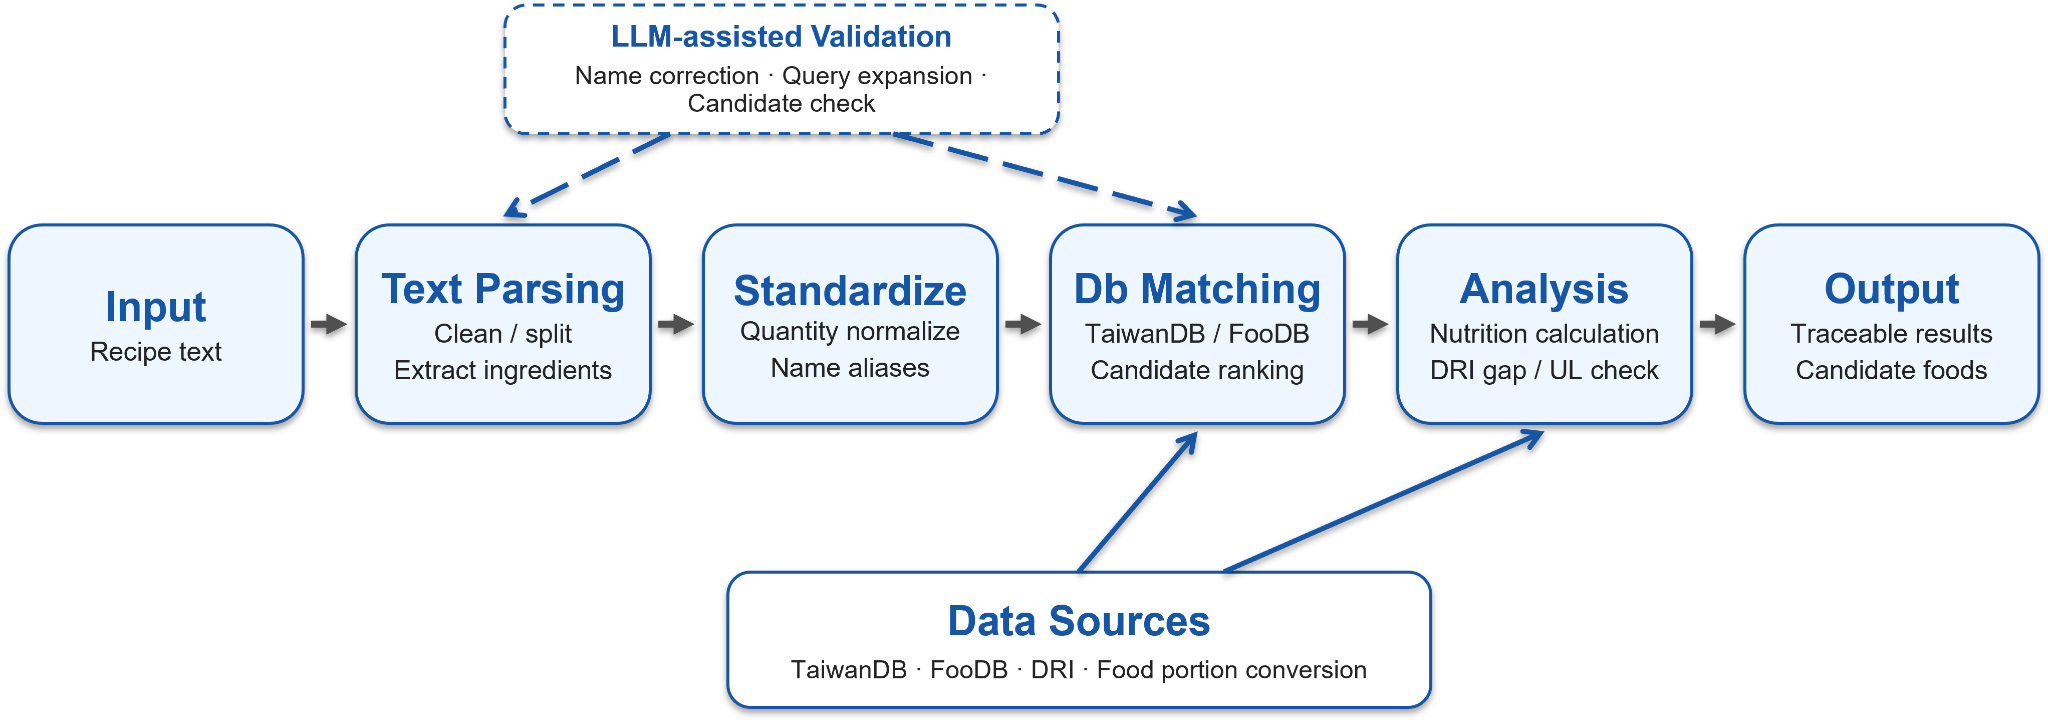 LLM-assisted Validation
Name correction · Query expansion ·
Candidate check
Input
Recipe text
Text Parsing
Clean / split
Extract ingredients
Standardize
Quantity normalize
Name aliases
Db Matching
TaiwanDB / FooDB
Candidate ranking
Analysis
Nutrition calculation
DRI gap / UL check
Output
Traceable results
Candidate foods
Data Sources
TaiwanDB · FooDB · DRI · Food portion conversion